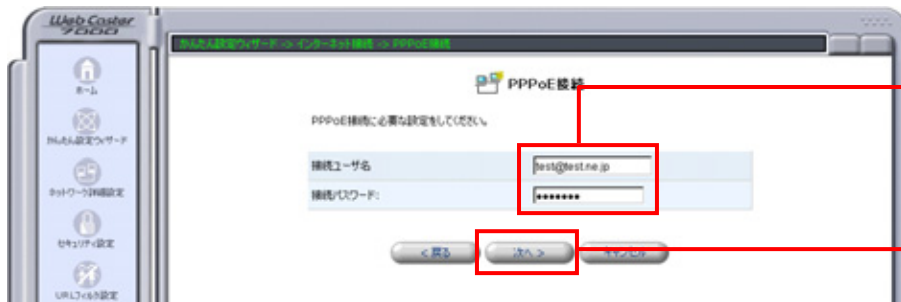 Web Caster
7000
かんたん設定ウィザード -> インターネット接続 -> PPPoE接続
ホーム
かんたん設定ウィザード
ネットワーク詳細設定
セキュリティ設定
URLフィルタ設定
PPPoE接続
PPPoE接続に必要な設定をしてください。
接続ユーザ名
test@test.ne.jp
接続パスワード:
•••••••
< 戻る
次へ >
キャンセル